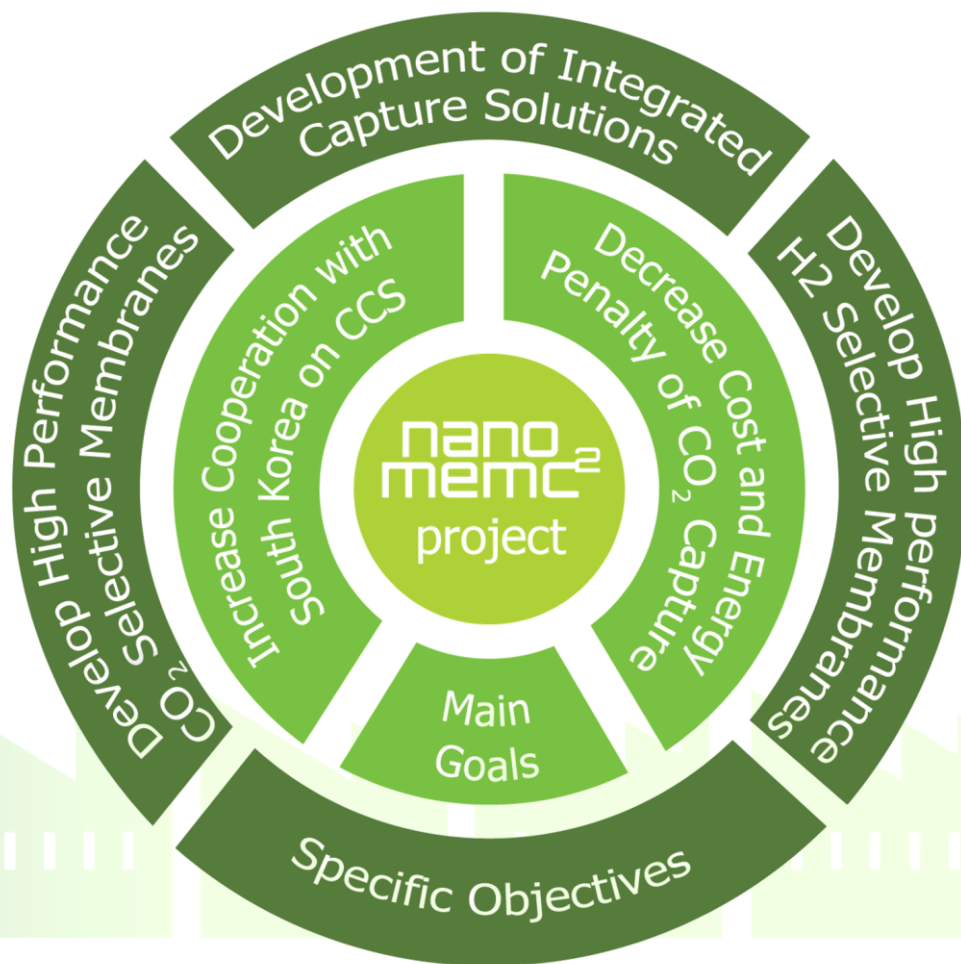 Development of Integrated
Capture Solutions
Develop High performance
H2 Selective Membranes
Specific Objectives
Develop High Performance
CO₂ Selective Membranes
Increase Cooperation with
South Korea on CCS
Decrease Cost and Energy
Penalty of CO₂ Capture
Main
Goals
nano
memc²
project